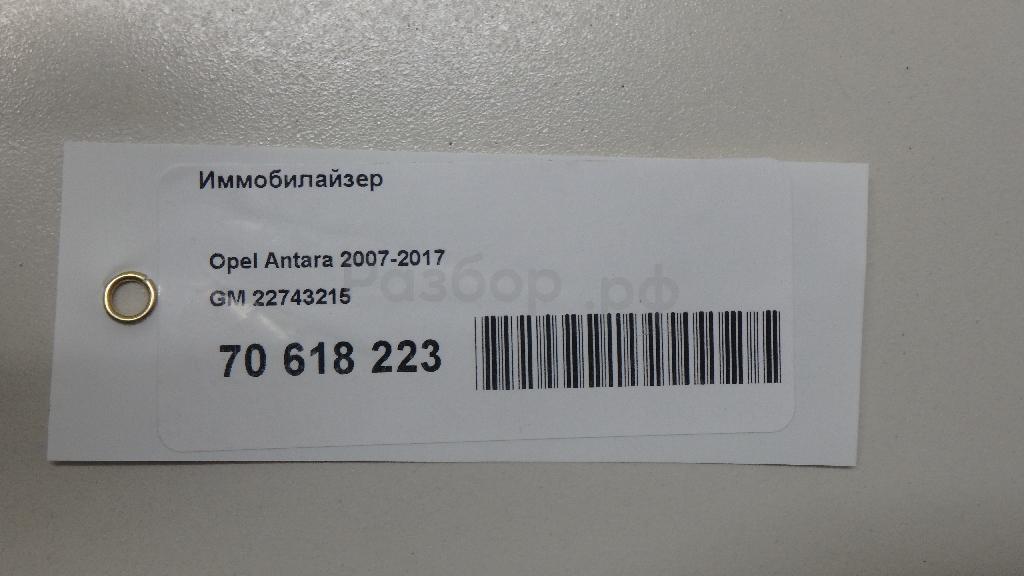 Иммобилайзер
Opel Antara 2007-2017
Разбор.рф
GM 22743215
70 618 223